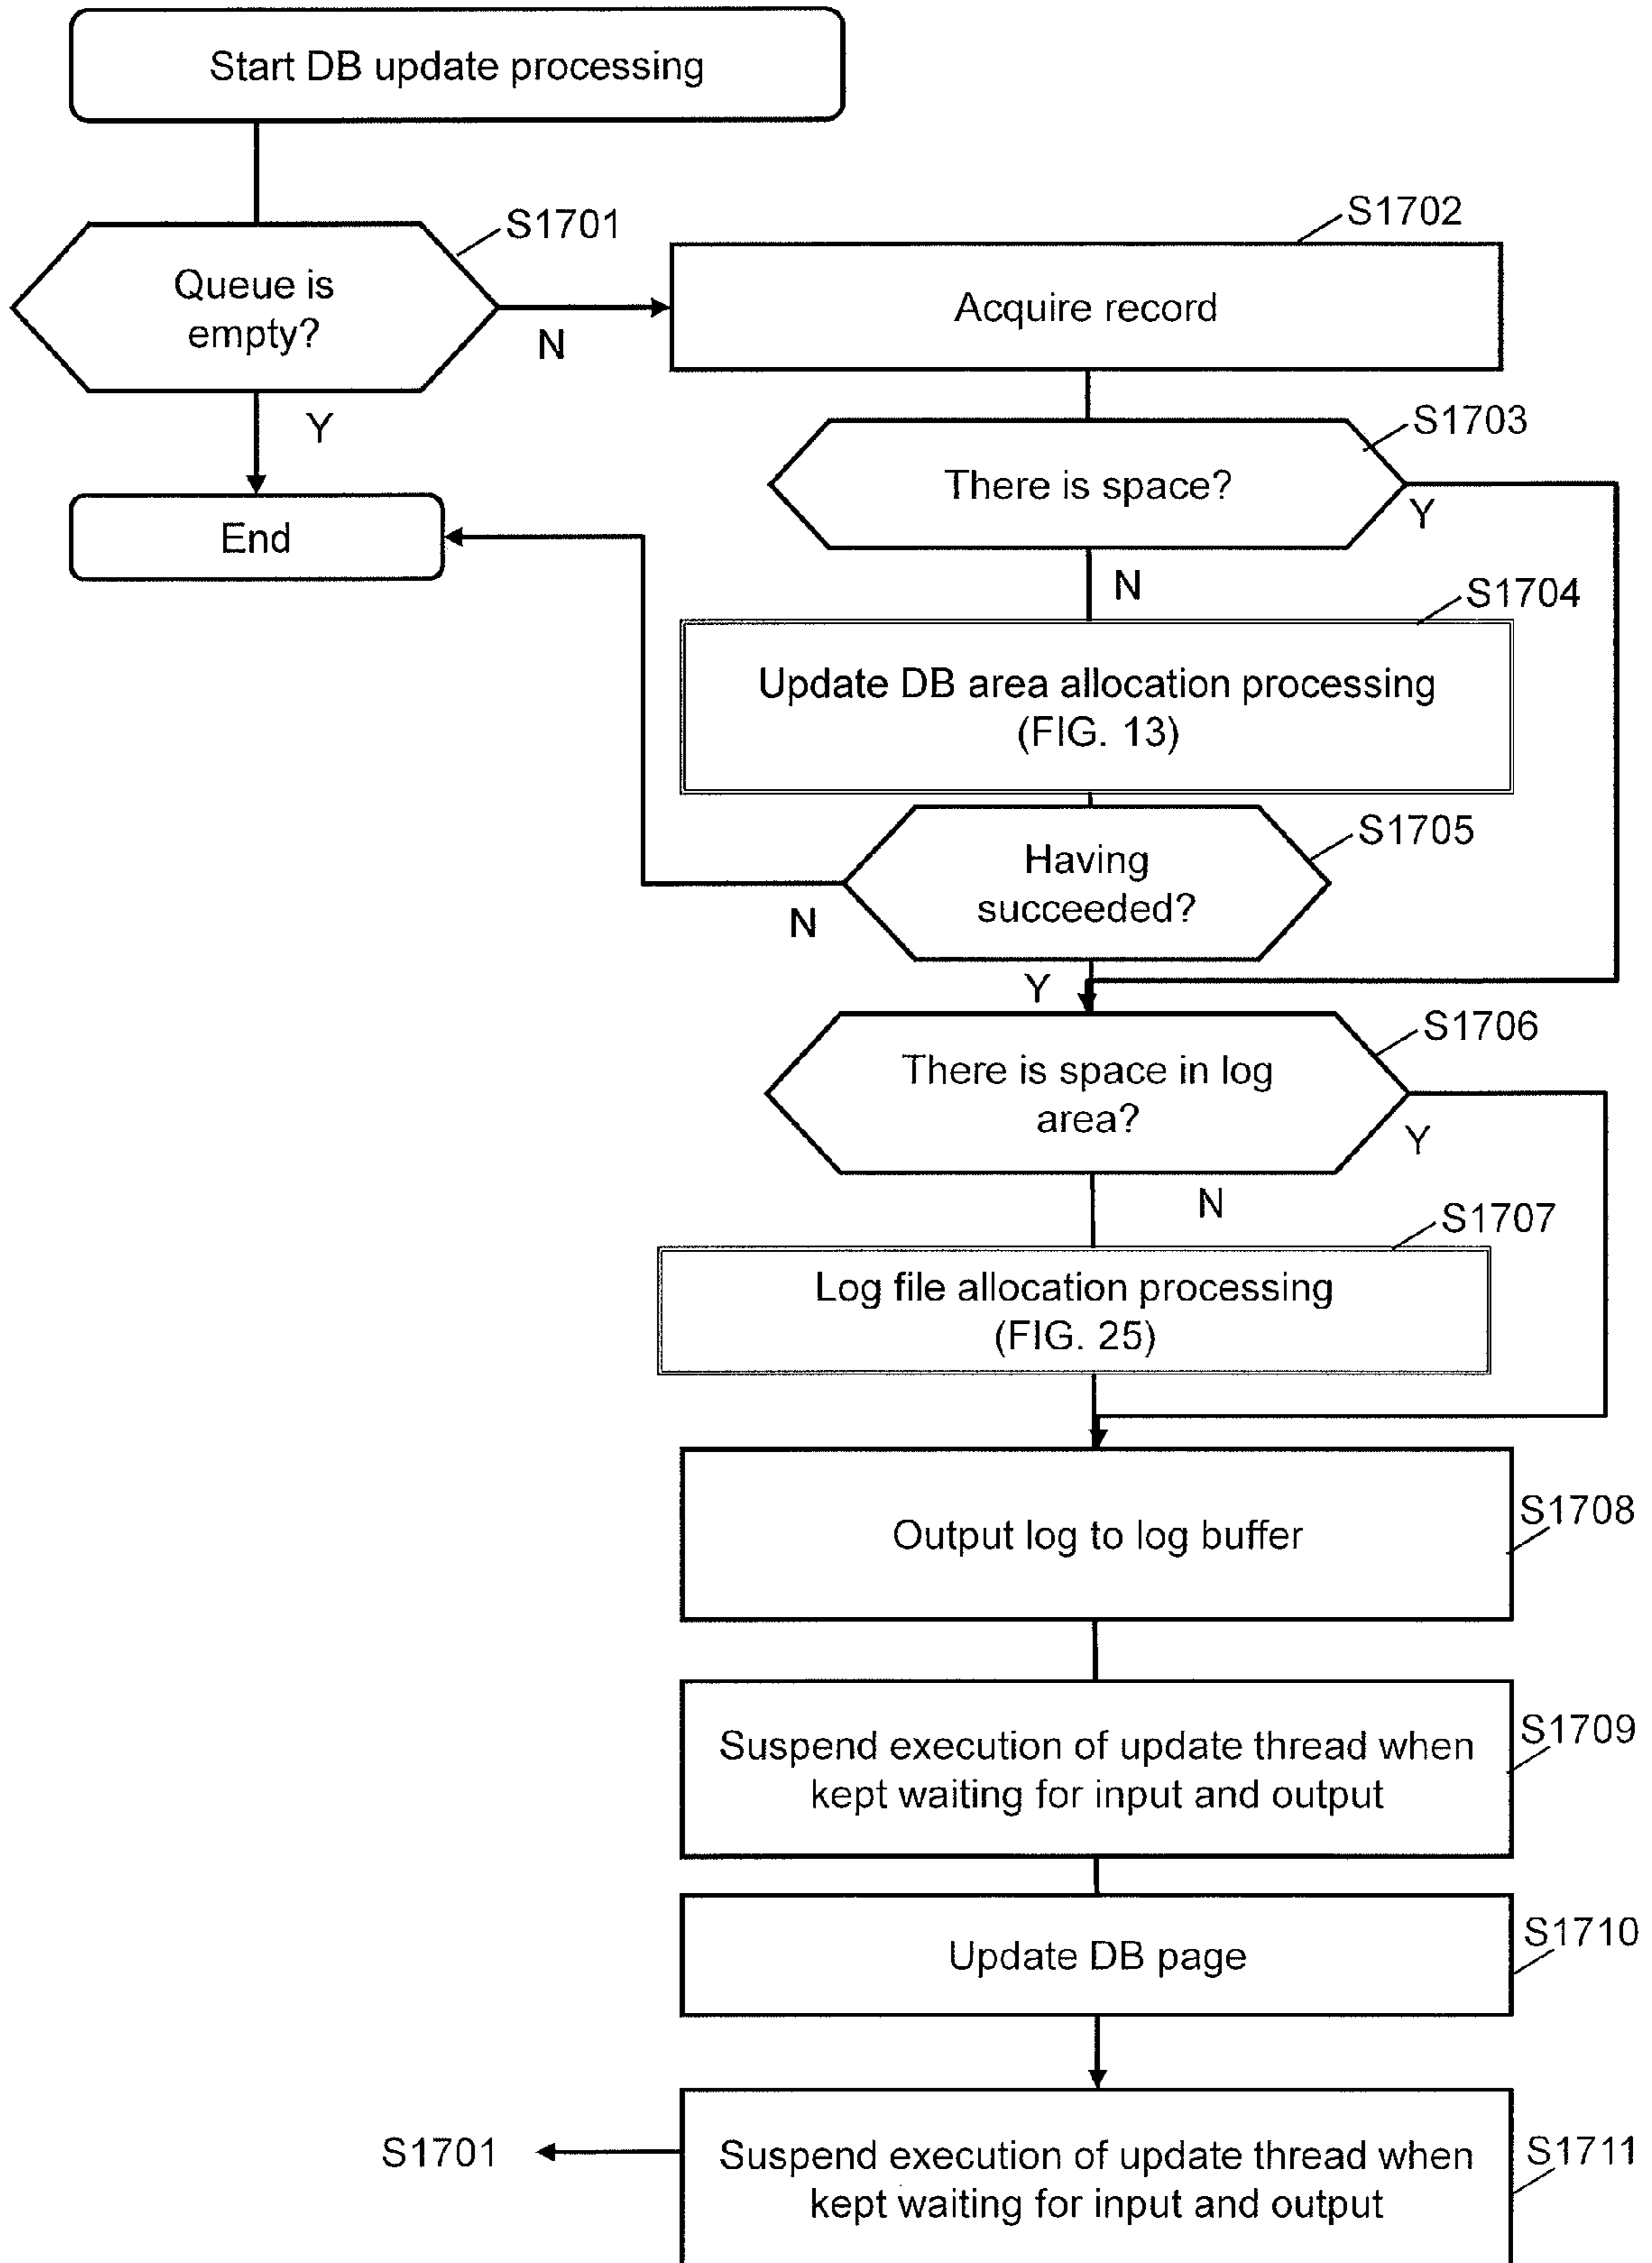 Start DB update processing
S1701
S1702
Queue is
empty?
N
Acquire record
Y
S1703
There is space?
Y
End
N
S1704
Update DB area allocation processing
(FIG. 13)
S1705
Having
succeeded?
N
Y
S1706
There is space in log
area?
Y
N
S1707
Log file allocation processing
(FIG. 25)
S1708
Output log to log buffer
S1709
Suspend execution of update thread when
kept waiting for input and output
S1710
Update DB page
S1711
S1701
Suspend execution of update thread when
kept waiting for input and output